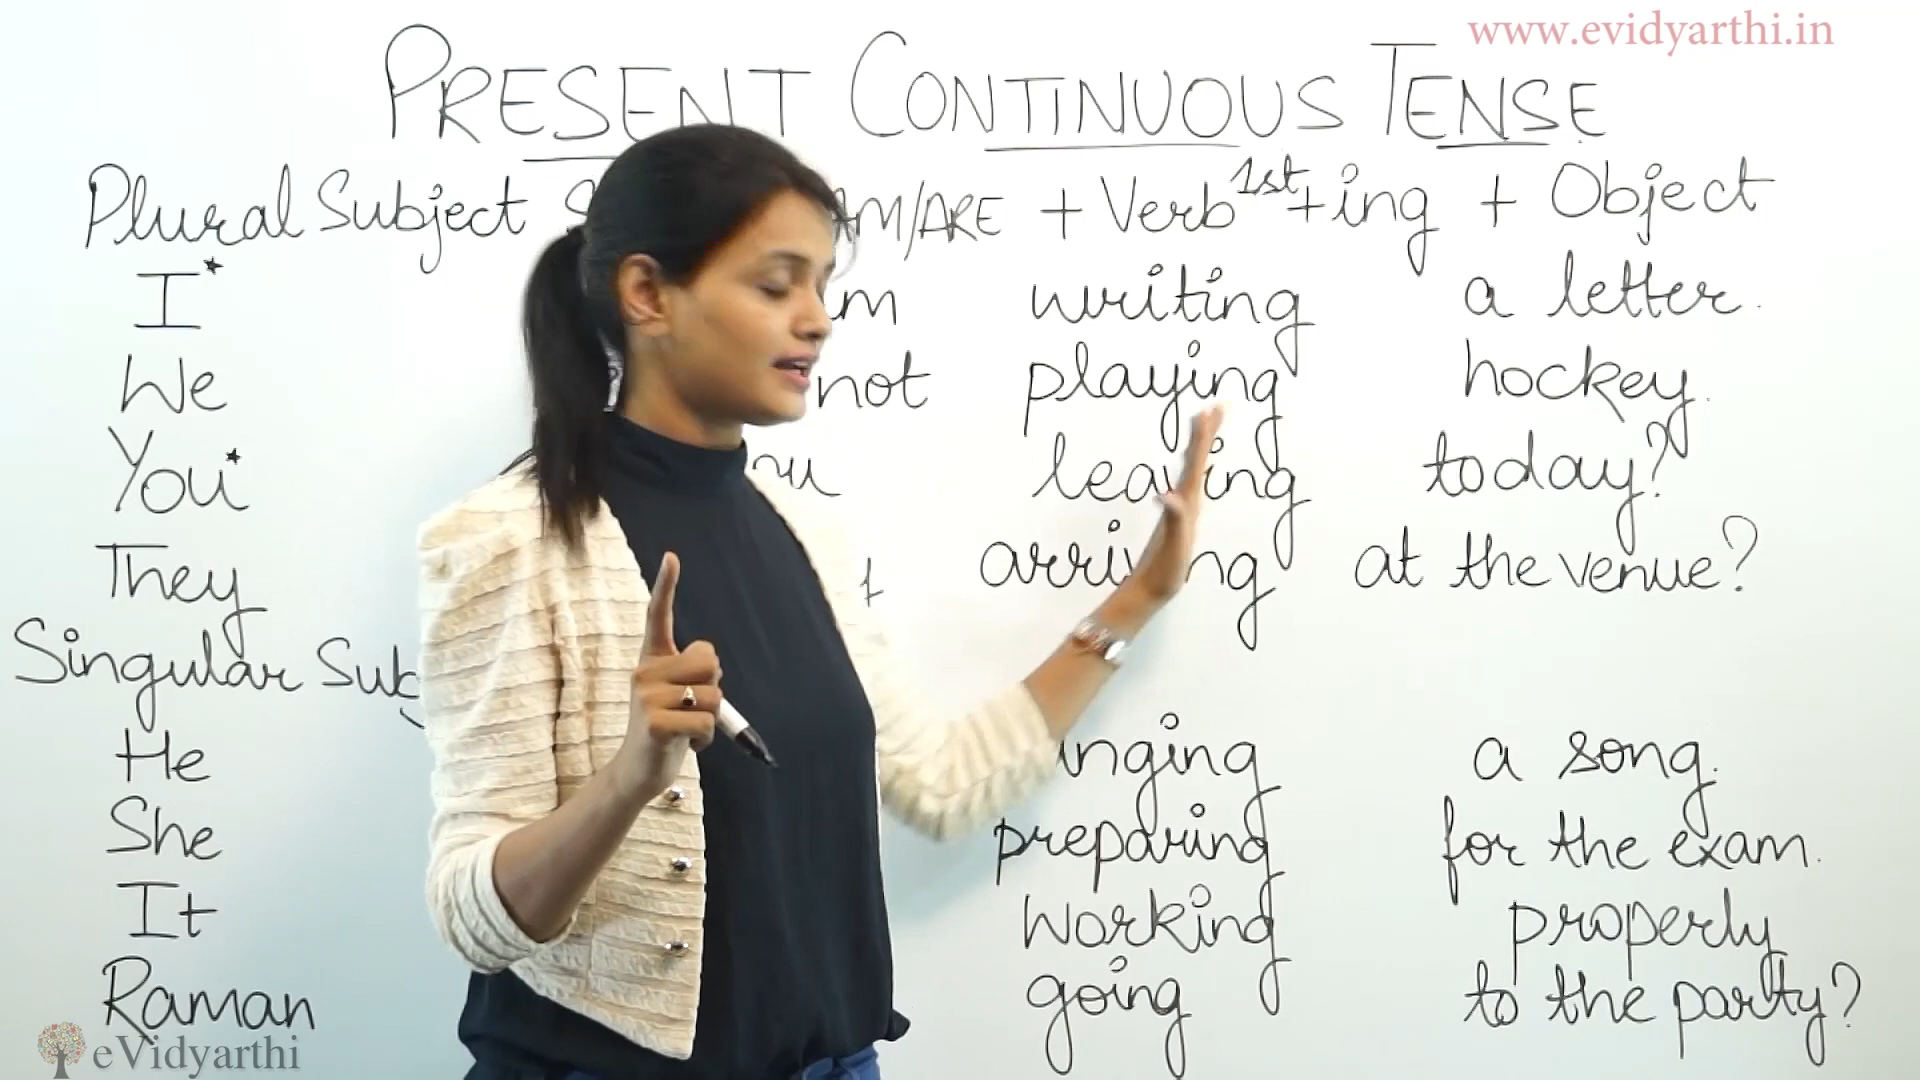 www.evidyarthi.in
PRESENT CONTINUOUS TENSE
Plural Subject AM/ARE + Verb 1st + ing + Object
I* writing a letter.
We not playing hockey.
You* leaving today?
They arriving at the venue?
Singular
He a song.
She preparing for the exam.
It working properly
Raman going to the party?
eVidyarthi